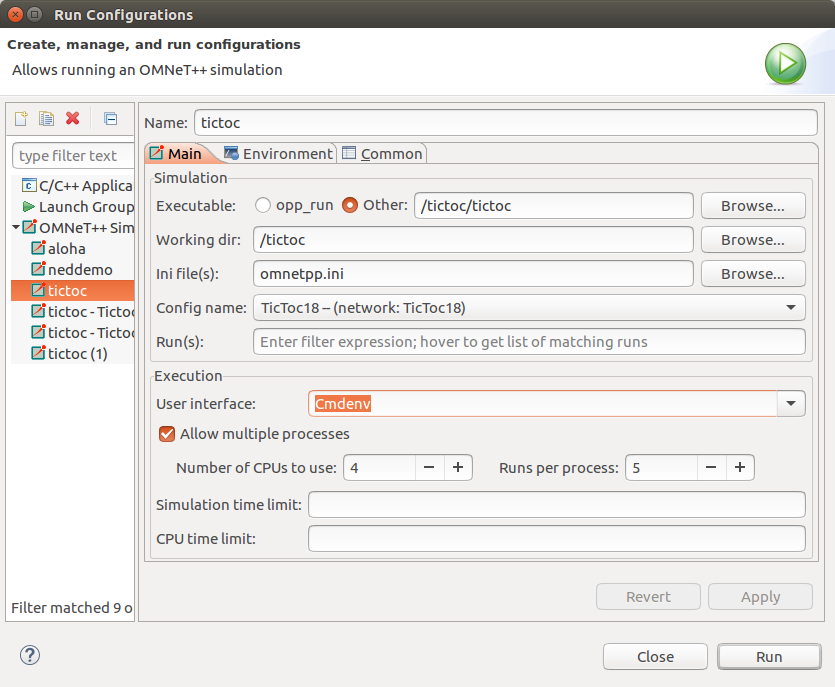 Run Configurations
Create, manage, and run configurations
Allows running an OMNeT++ simulation
type filter text
C/C++ Applica
Launch Group
OMNeT++ Sim
aloha
neddemo
tictoc
tictoc - Tictoc
tictoc - Tictoc
tictoc (1)
Filter matched 9 o
Name: tictoc
Main Environment Common
Simulation
Executable: opp_run Other: /tictoc/tictoc Browse...
Working dir: /tictoc Browse...
Ini file(s): omnetpp.ini Browse...
Config name: TicToc18 -- (network: TicToc18)
Run(s): Enter filter expression; hover to get list of matching runs
Execution
User interface: Cmdenv
Allow multiple processes
Number of CPUs to use: 4 − + Runs per process: 5 − +
Simulation time limit:
CPU time limit:
Revert Apply
? Close Run